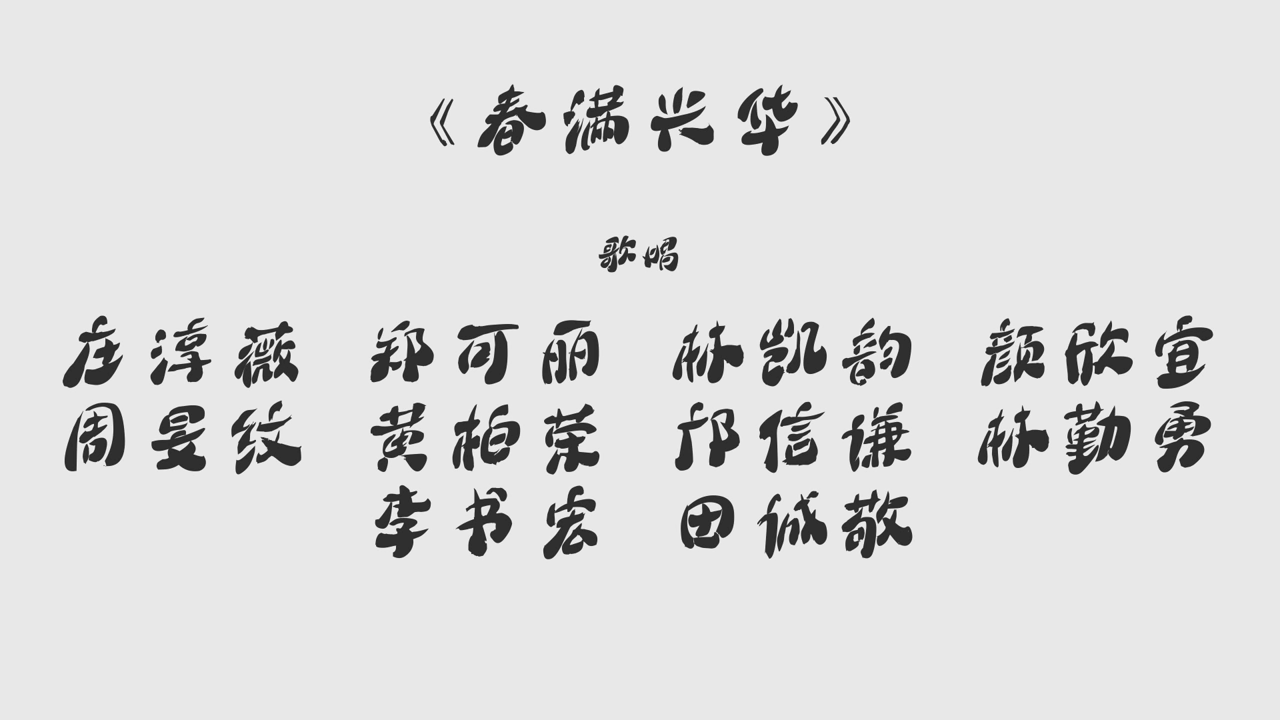 《春满兴华》
歌唱
庄淳薇 郑可丽 林凯韵 颜欣宜
周旻纹 黄柏荣 邝信谦 林勤勇
李书宏 田诚敬